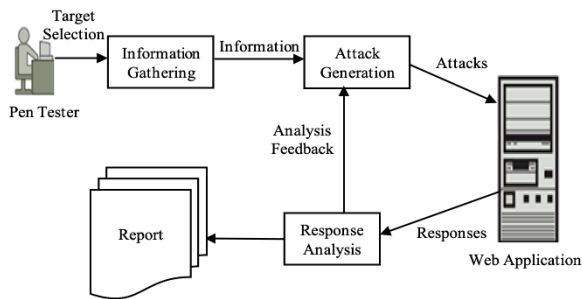 Target
Selection
Information
Gathering
Information
Attack
Generation
Attacks
Pen Tester
Analysis
Feedback
Report
Response
Analysis
Responses
Web Application